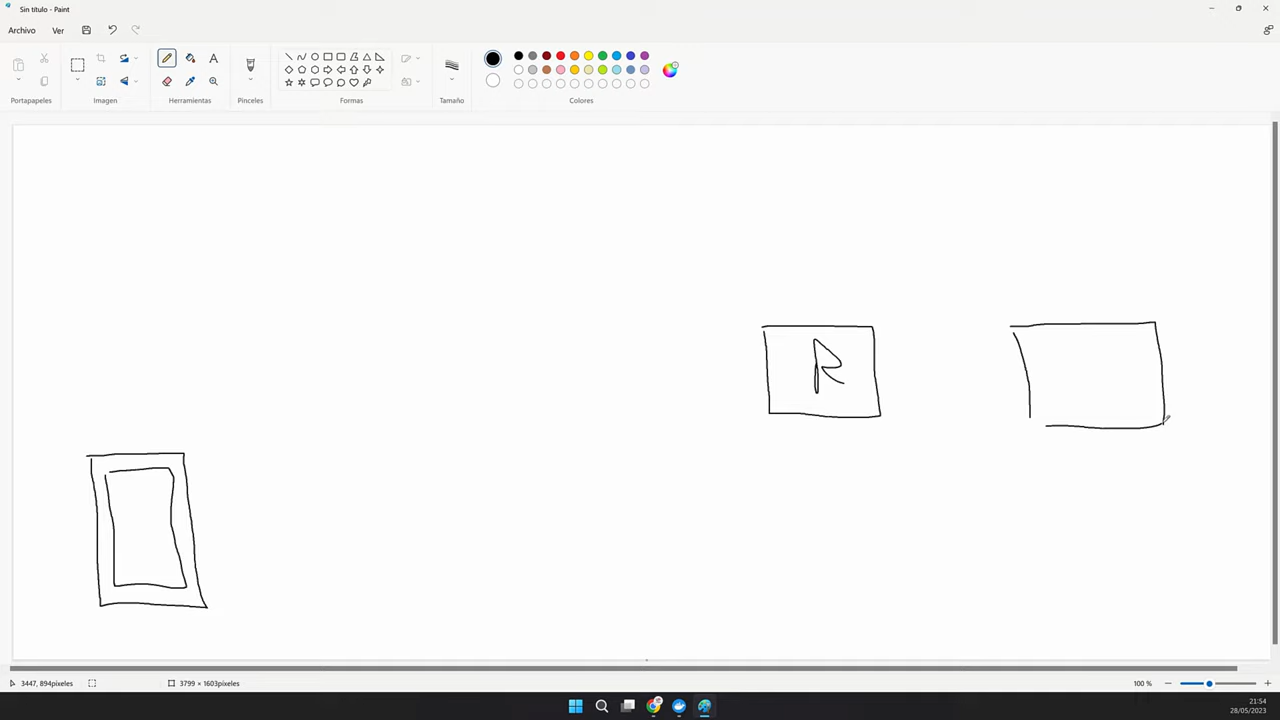 Sin título - Paint
Archivo Ver
Portapapeles Imagen Herramientas Pinceles Formas Tamaño Colores
R
3447, 894píxeles 3799 × 1603píxeles 100 %
21:54
28/05/2023